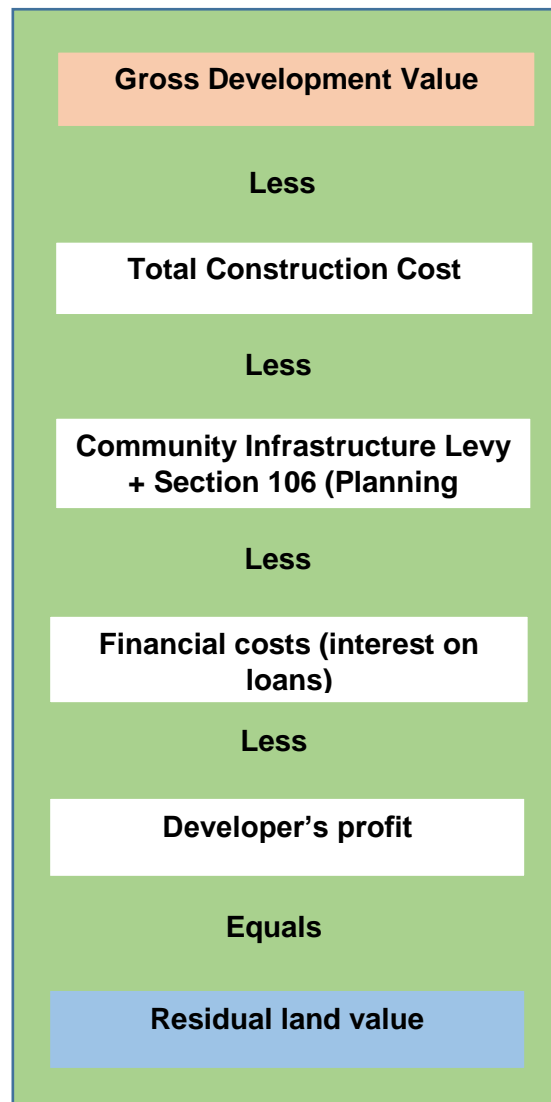 Gross Development Value
Less
Total Construction Cost
Less
Community Infrastructure Levy
+ Section 106 (Planning
Less
Financial costs (interest on
loans)
Less
Developer’s profit
Equals
Residual land value